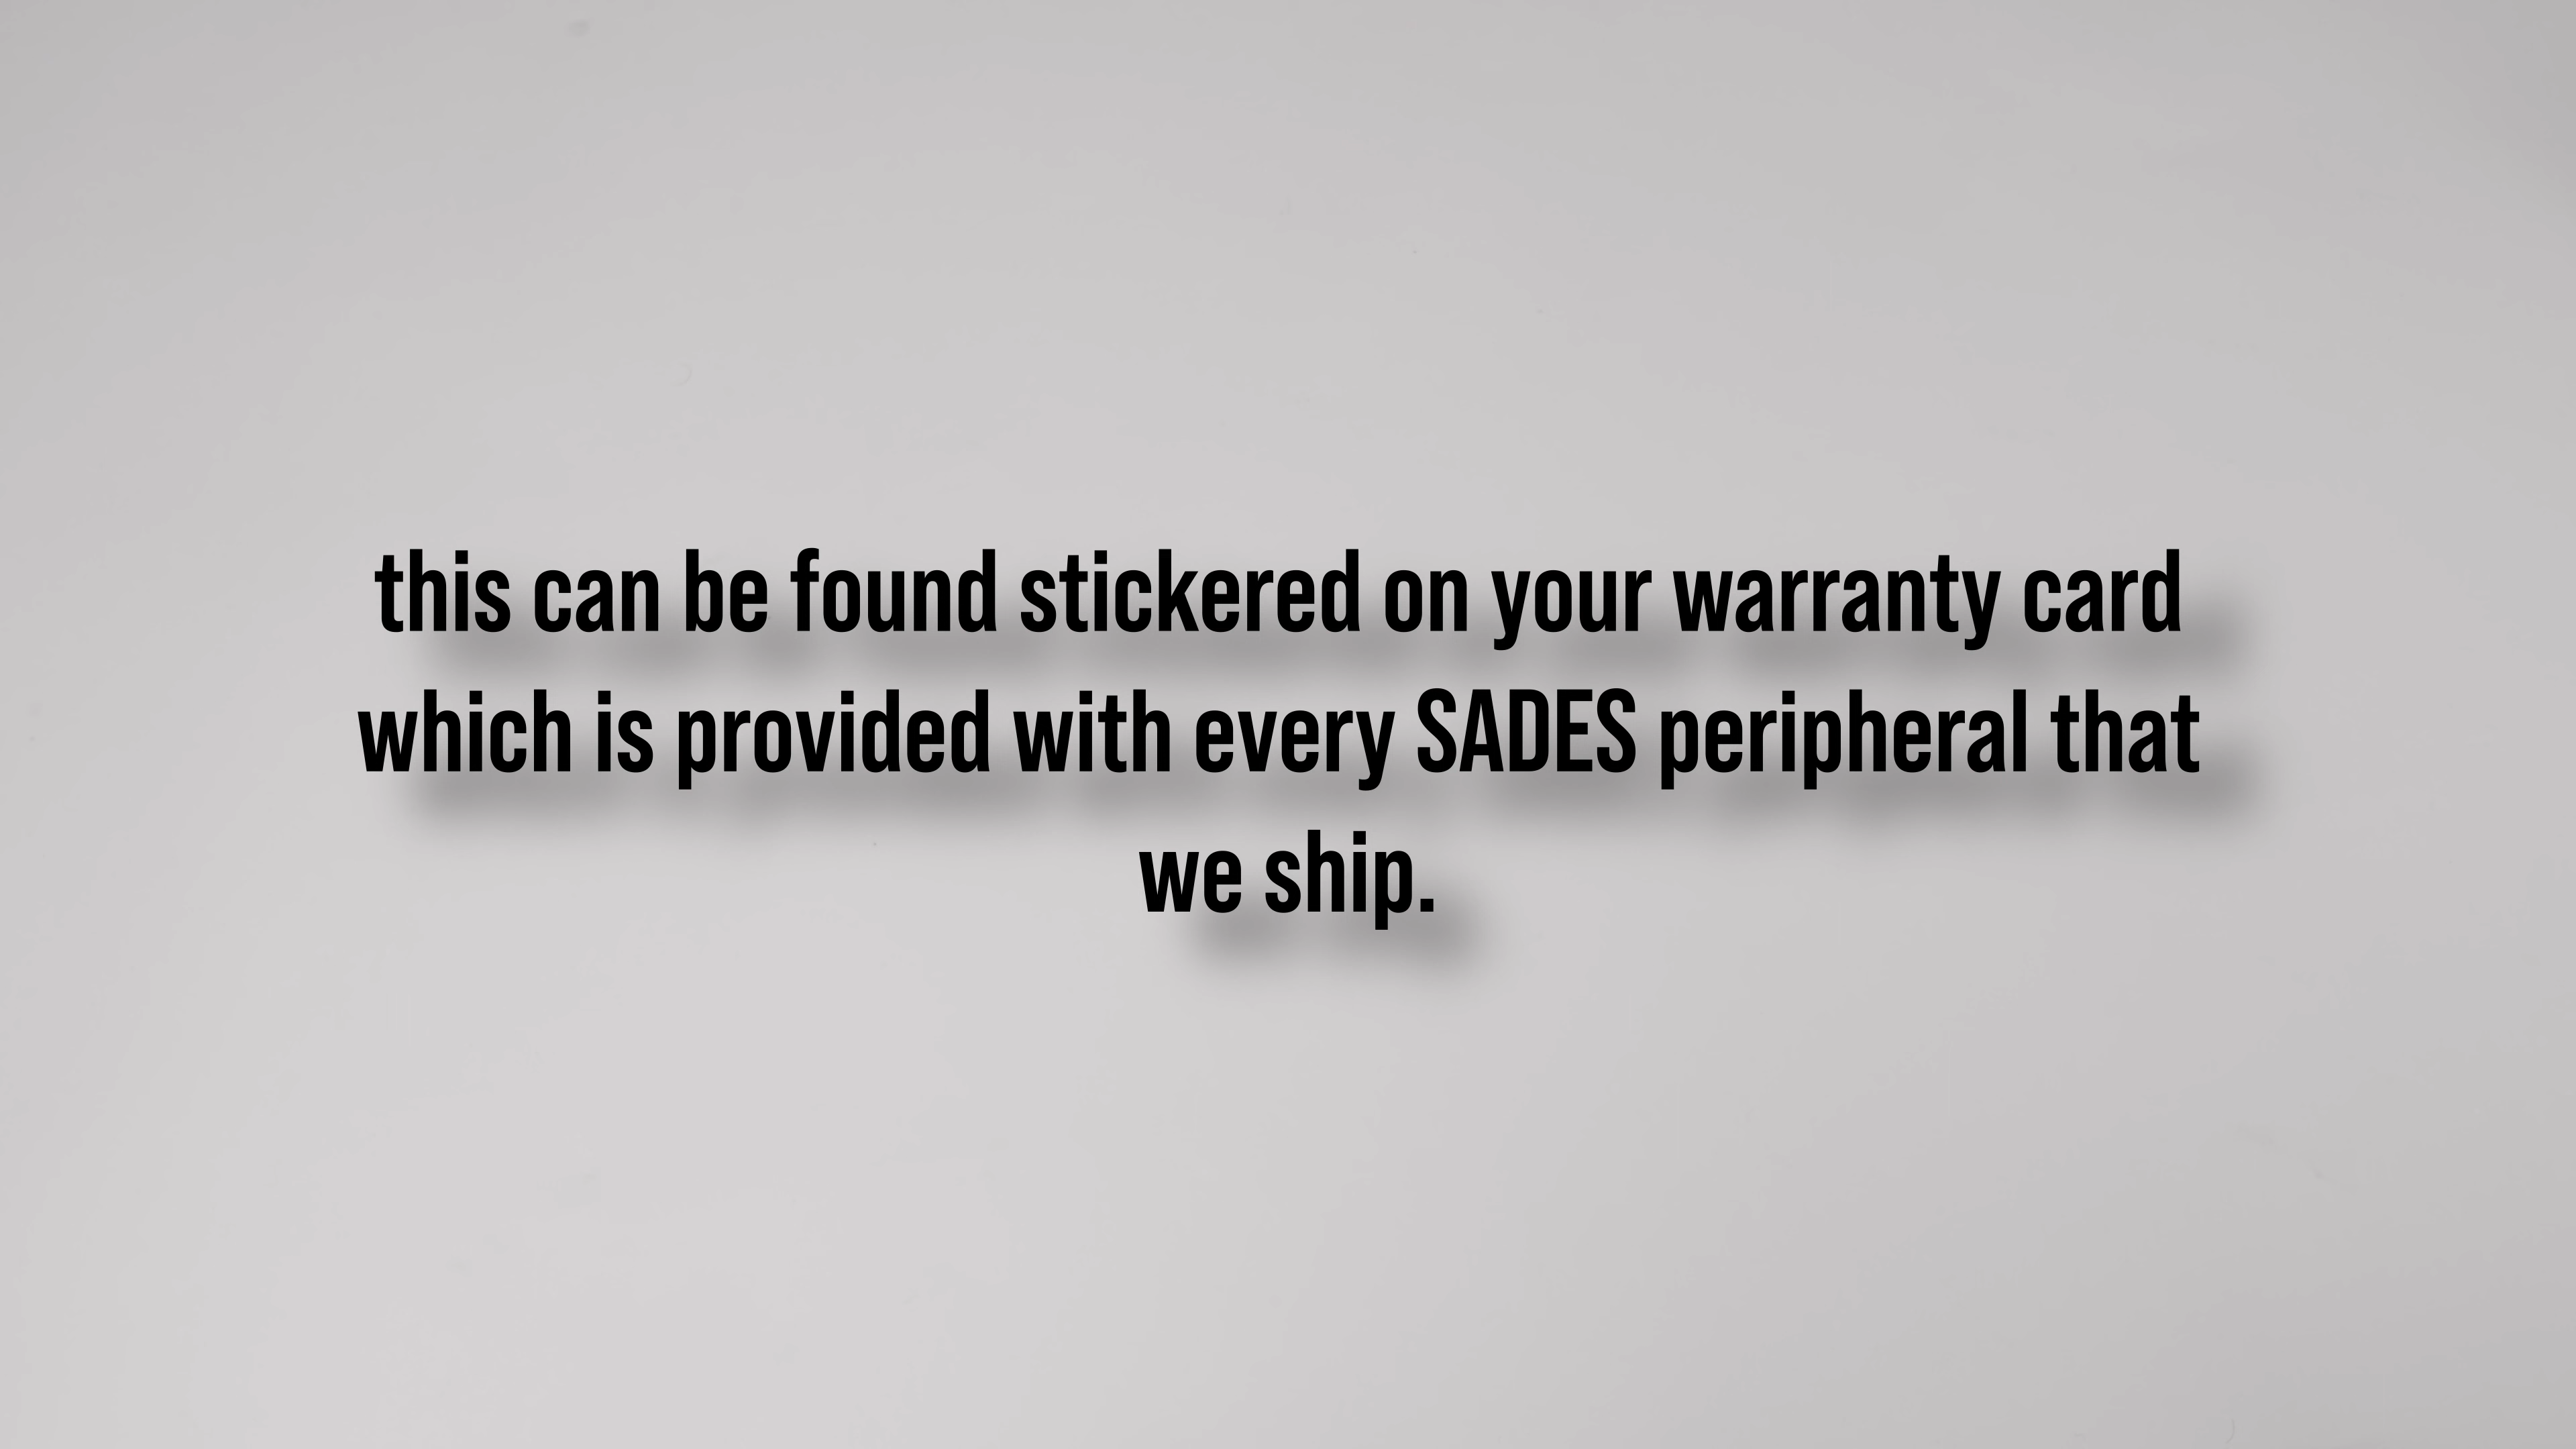 this can be found stickered on your warranty card
which is provided with every SADES peripheral that
we ship.